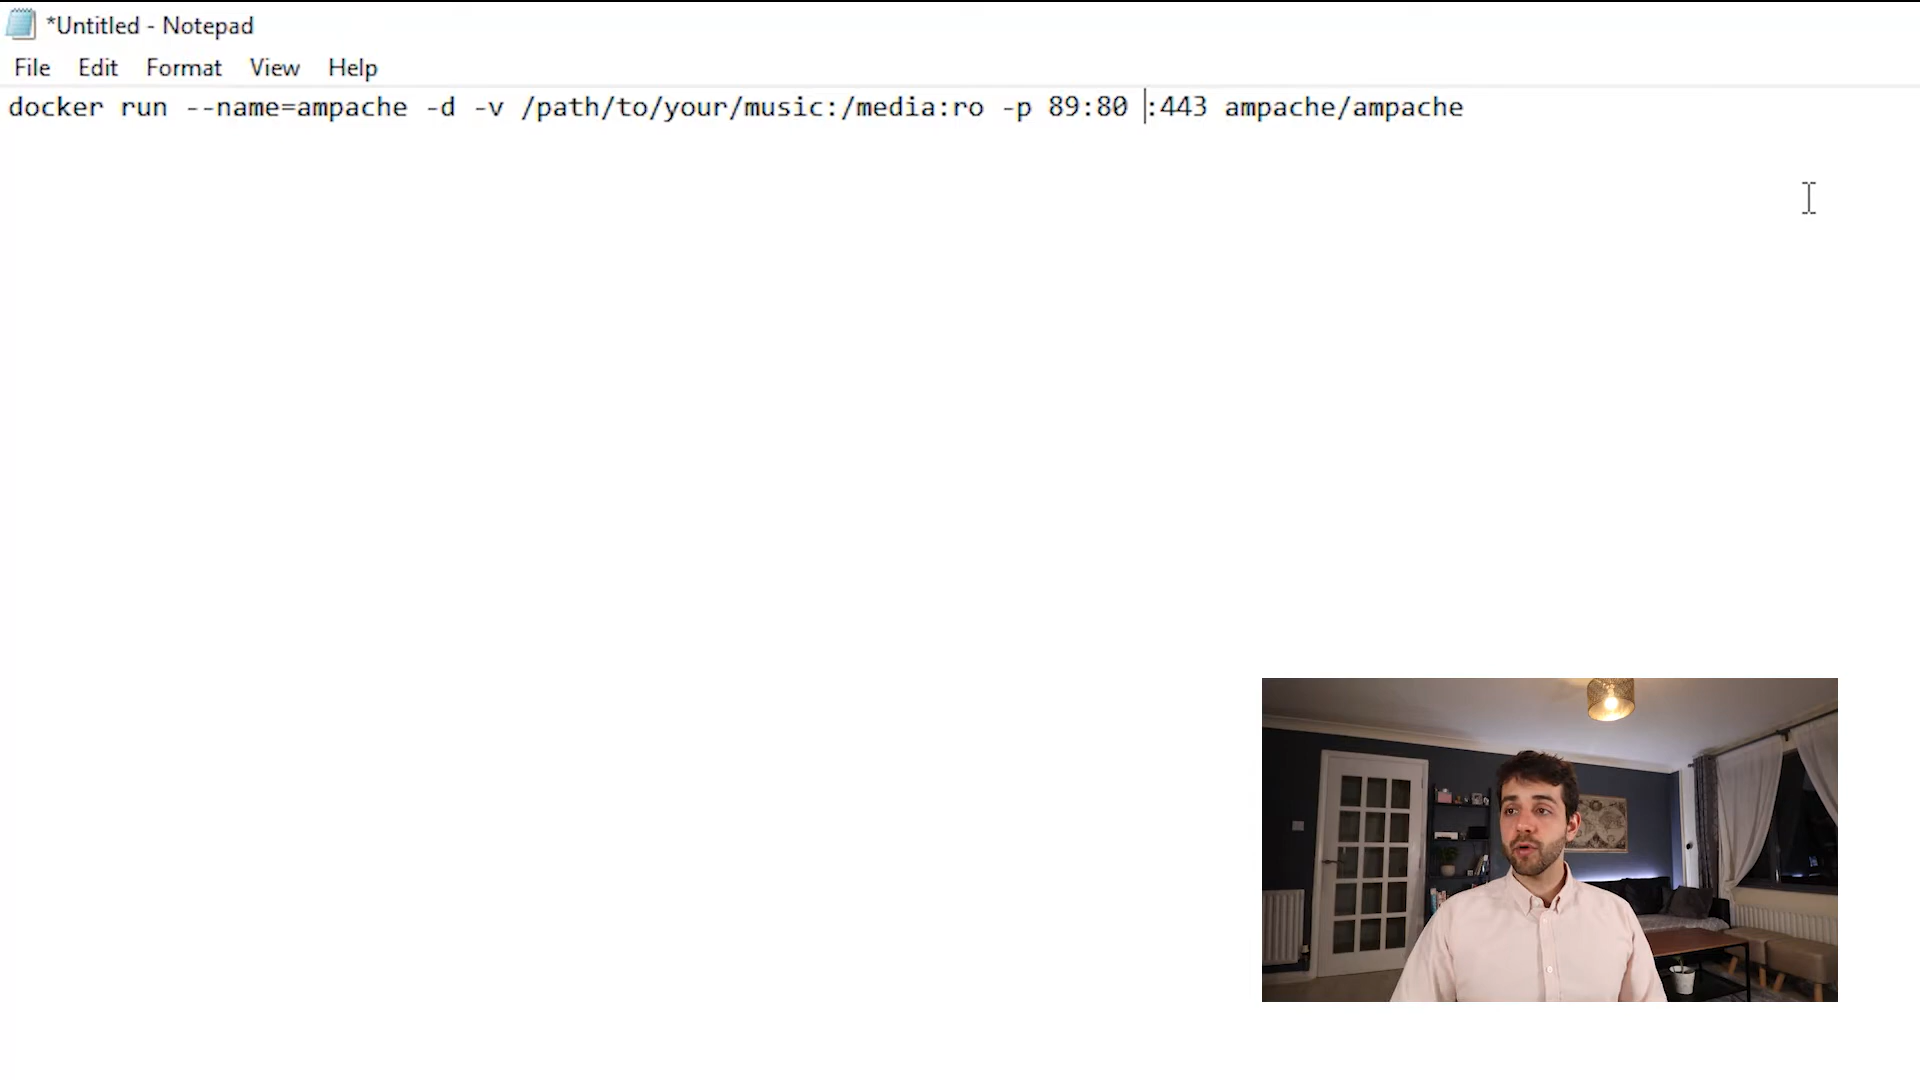 *Untitled - Notepad
File Edit Format View Help
docker run --name=ampache -d -v /path/to/your/music:/media:ro -p 89:80 :443 ampache/ampache